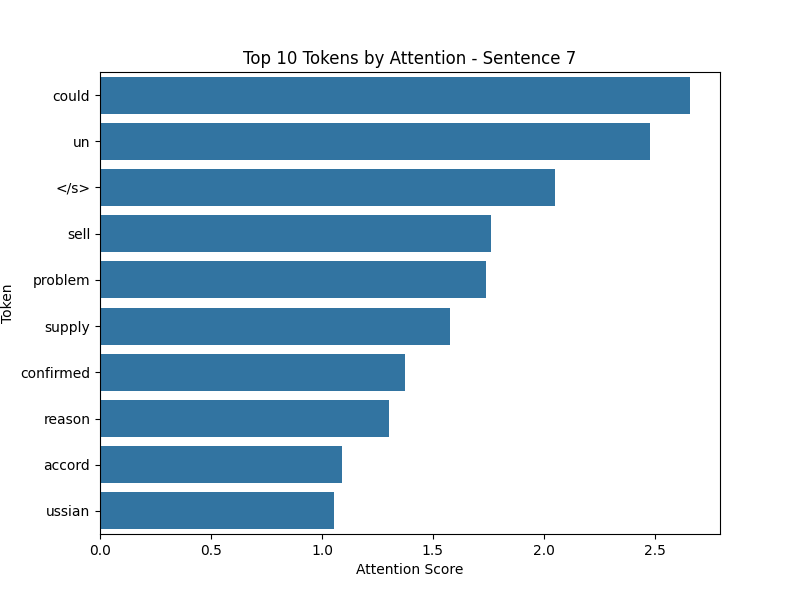 Top 10 Tokens by Attention - Sentence 7
could
un
</s>
sell
problem
supply
confirmed
reason
accord
ussian
Token
0.0 0.5 1.0 1.5 2.0 2.5
Attention Score